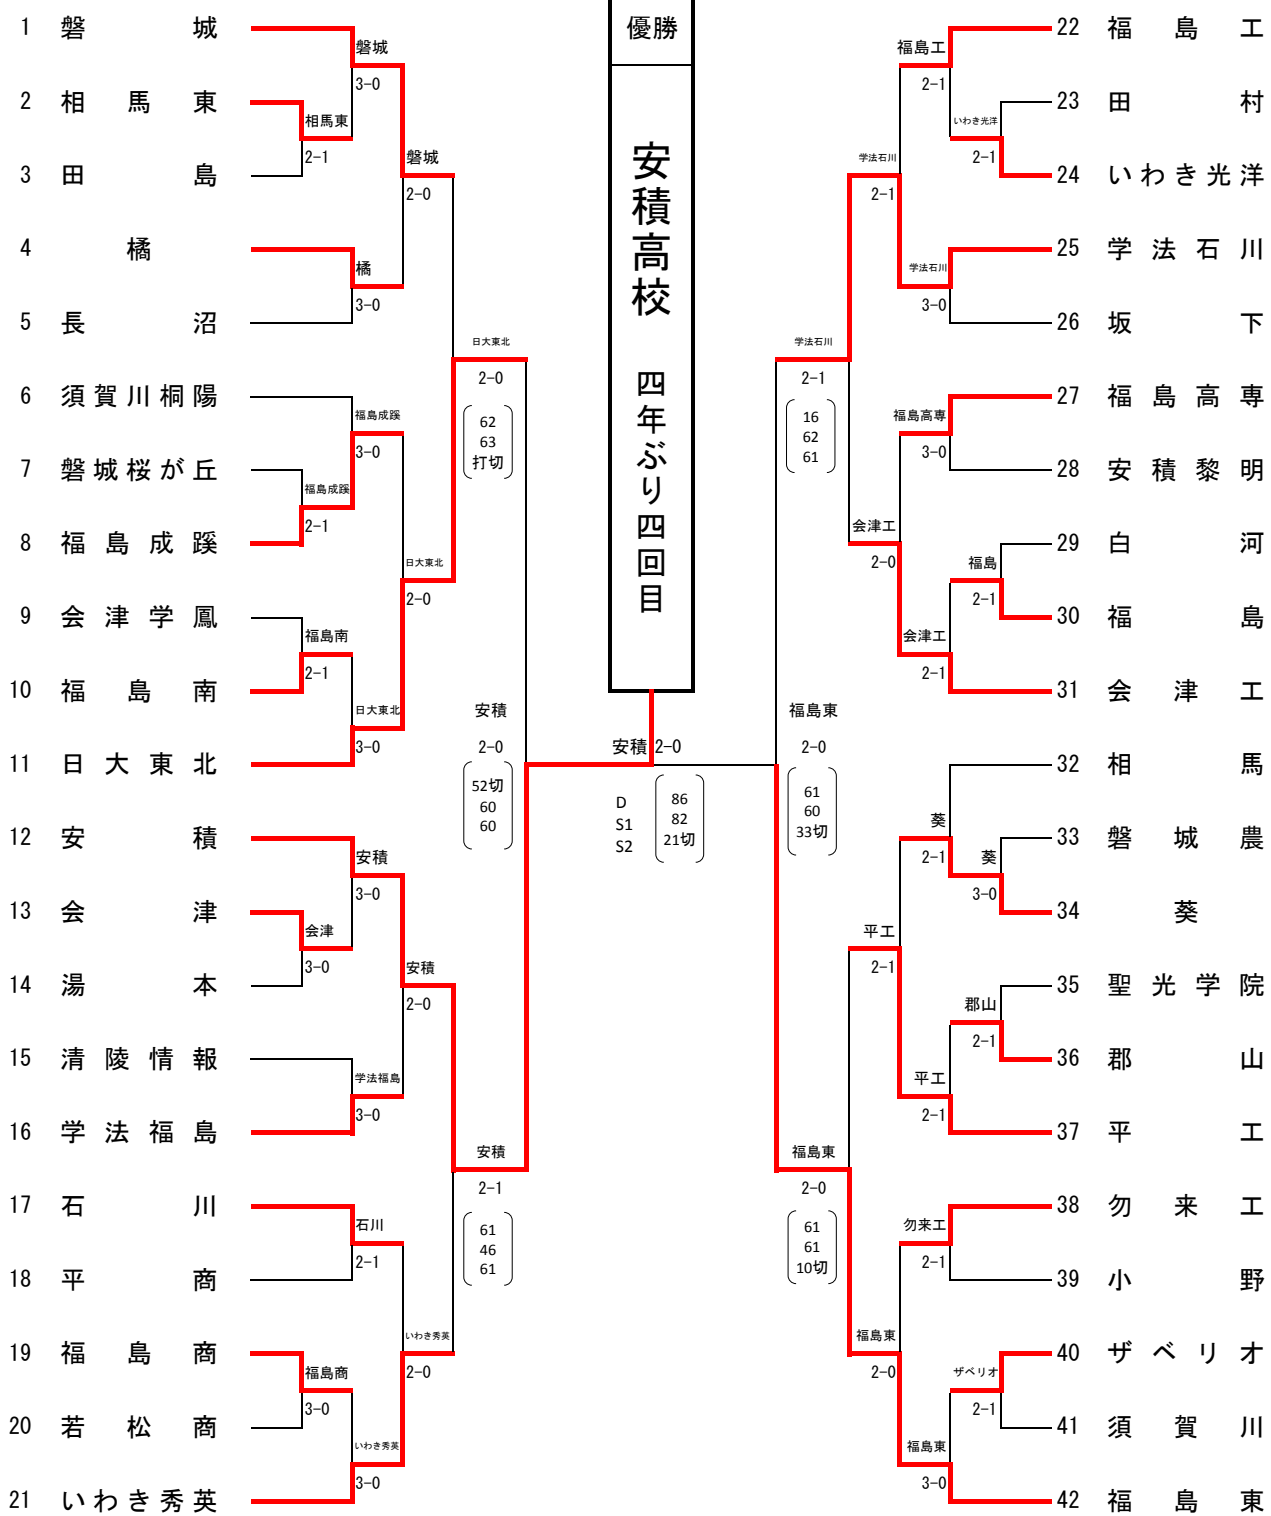 優勝
安積高校 四年ぶり四回目
1 磐城
2 相馬東
3 田島
4 橘
5 長沼
6 須賀川桐陽
7 磐城桜が丘
8 福島成蹊
9 会津学鳳
10 福島南
11 日大東北
12 安積
13 会津
14 湯本
15 清陵情報
16 学法福島
17 石川
18 平商
19 福島商
20 若松商
21 いわき秀英
磐城
3-0
相馬東
2-1
磐城
2-0
橘
3-0
日大東北
2-0
62
63
打切
福島成蹊
3-0
福島成蹊
2-1
日大東北
2-0
福島南
2-1
日大東北
3-0
安積
2-0
52切
60
60
安積
3-0
会津
3-0
安積
2-0
学法福島
3-0
安積
2-1
61
46
61
石川
2-1
いわき秀英
2-0
福島商
3-0
いわき秀英
3-0
安積 2-0
D 86
S1 82
S2 21切
福島工
2-1
いわき光洋
2-1
学法石川
2-1
学法石川
3-0
学法石川
2-1
16
62
61
福島高専
3-0
会津工
2-0
福島
2-1
会津工
2-1
福島東
2-0
61
60
33切
葵
2-1
葵
3-0
平工
2-1
郡山
2-1
平工
2-1
福島東
2-0
61
61
10切
勿来工
2-1
福島東
2-0
ザベリオ
2-1
福島東
3-0
22 福島工
23 田村
24 いわき光洋
25 学法石川
26 坂下
27 福島高専
28 安積黎明
29 白河
30 福島
31 会津工
32 相馬
33 磐城農
34 葵
35 聖光学院
36 郡山
37 平工
38 勿来工
39 小野
40 ザベリオ
41 須賀川
42 福島東